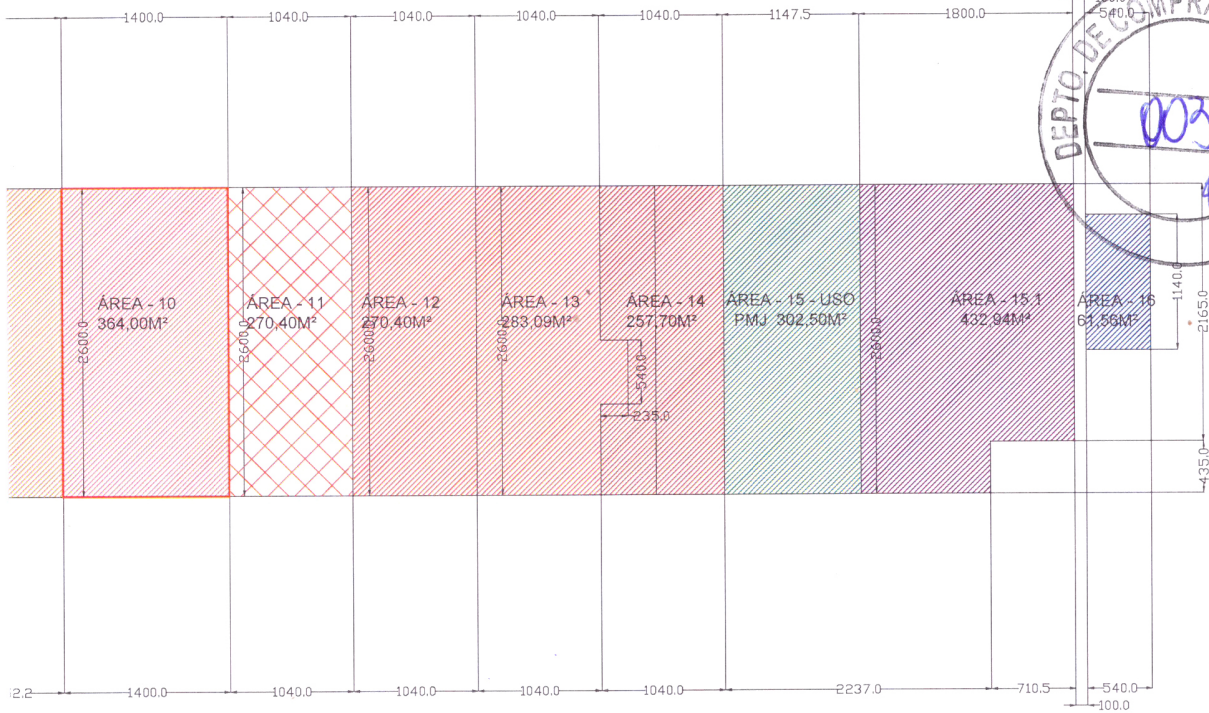 1400.0
1040.0
1040.0
1040.0
1040.0
1147.5
1800.0
540.0
DEPTO. DE COMPRA
003
ÁREA - 10
364,00M²
2600.0
ÁREA - 11
270,40M²
2600.0
ÁREA - 12
270,40M²
2600.0
ÁREA - 13
283,09M²
2600.0
ÁREA - 14
257,70M²
540.0
235.0
ÁREA - 15 - USO
PMJ 302,50M²
2600.0
ÁREA - 15.1
432,94M²
ÁREA - 16
61,56M²
1140.0
2165.0
435.0
2.2
1400.0
1040.0
1040.0
1040.0
1040.0
2237.0
710.5
540.0
100.0